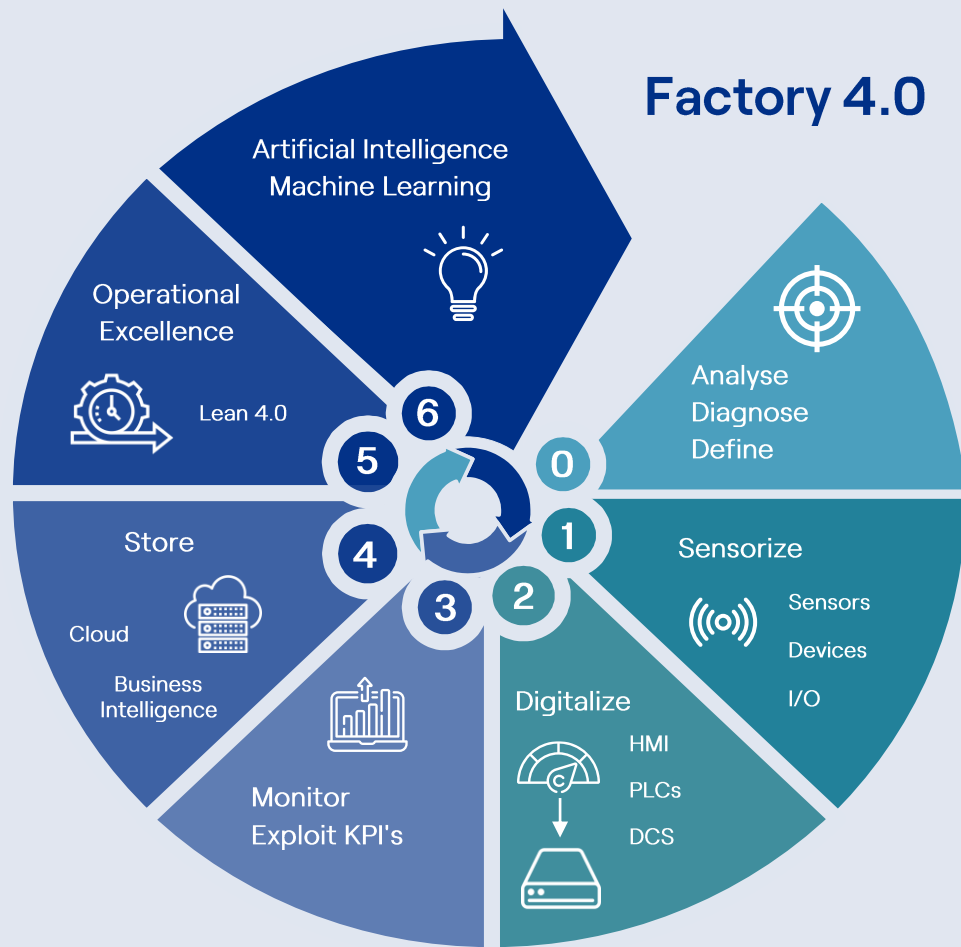 Factory 4.0
0
Analyse
Diagnose
Define
1
Sensorize
Sensors
Devices
I/O
2
Digitalize
HMI
PLCs
DCS
C
3
Monitor
Exploit KPI's
4
Store
Cloud
Business
Intelligence
5
Operational
Excellence
Lean 4.0
6
Artificial Intelligence
Machine Learning